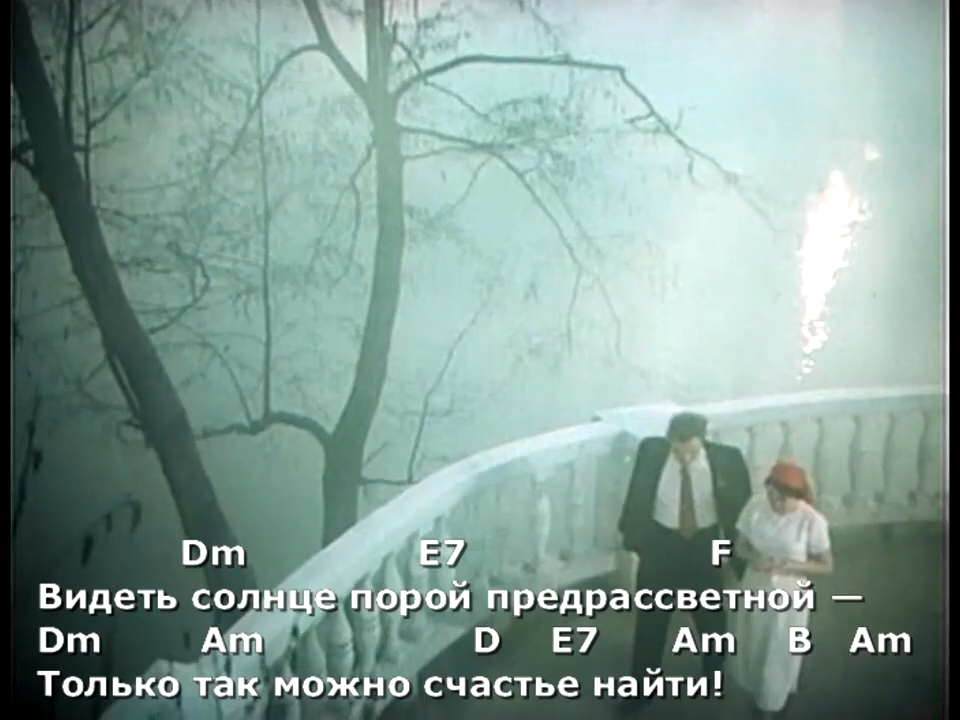 Dm E7 F
Видеть солнце порой предрассветной —
Dm Am D E7 Am B Am
Только так можно счастье найти!